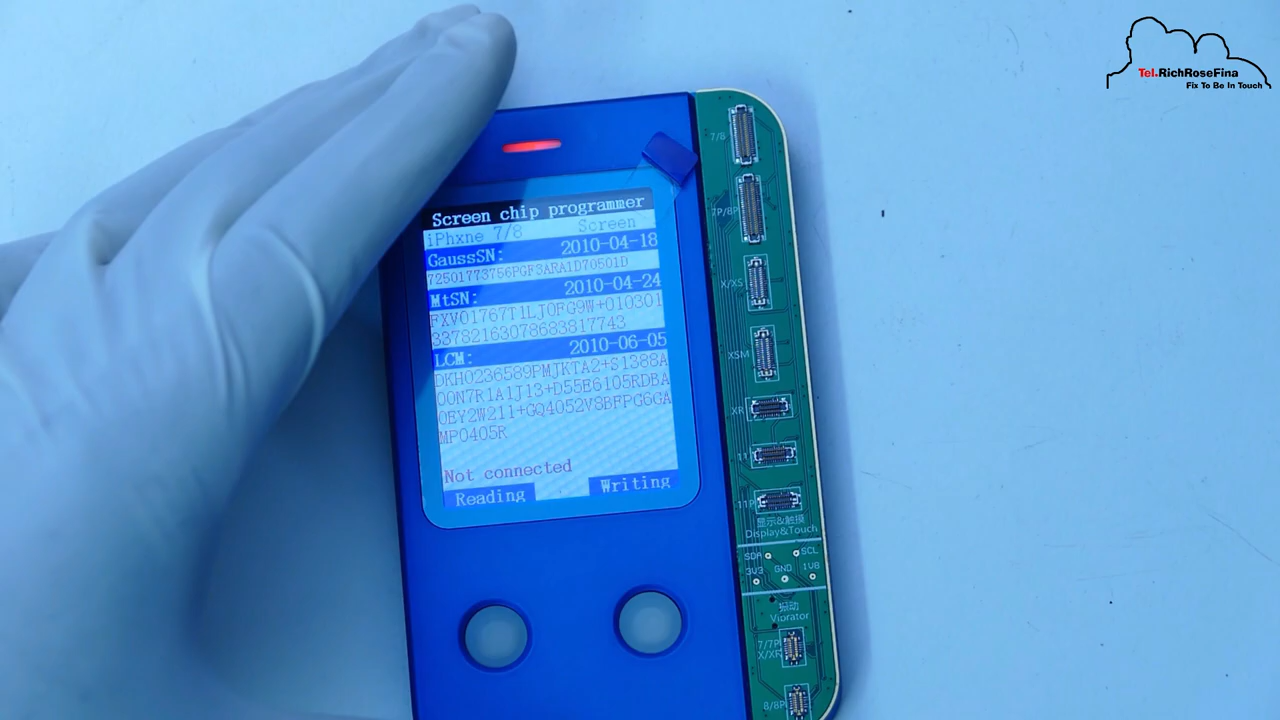 Tel.RichRoseFina
Fix To Be In Touch
Screen chip programmer
iPhxne 7/8 Screen
GaussSN: 2010-04-18
72501773756PGF3ARA1D70501D
MtSN: 2010-04-24
FXV01767T1LJ0FG9W+010301
33782163078683817743
LCM: 2010-06-05
DKH0236589PMJKTA2+S1388A
00N7R1A1J13+D55E6105RDBA
0EY2W211+GQ4052V8BFPG6GA
MP0405R
Not connected
Reading Writing
7/8
7P/8P
X/XS
XSM
XR
11
11P
显示&触摸
Display&Touch
SDA SCL
3V3 GND 1V8
振动
Vibrator
7/7P
X/XR
8/8P